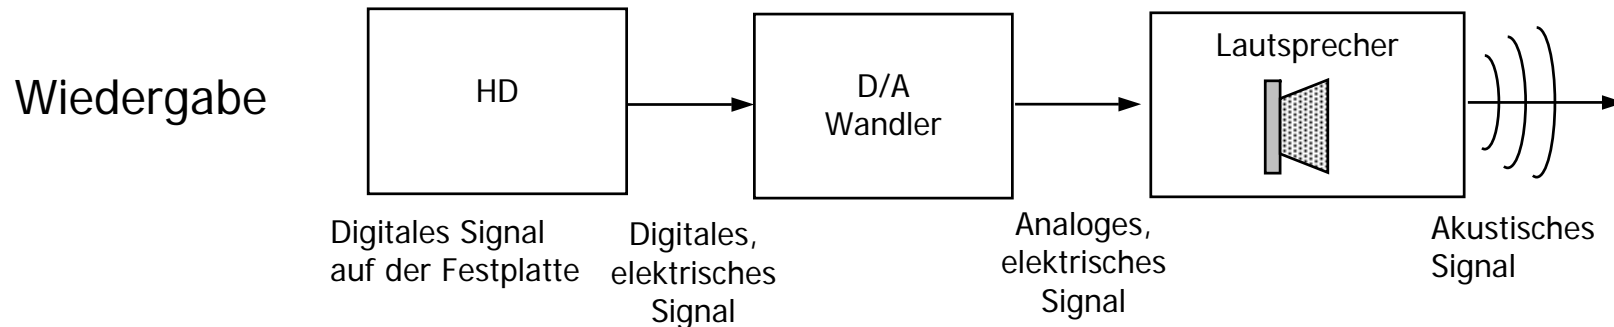 Wiedergabe
HD
D/A
Wandler
Lautsprecher
Digitales Signal
auf der Festplatte
Digitales,
elektrisches
Signal
Analoges,
elektrisches
Signal
Akustisches
Signal